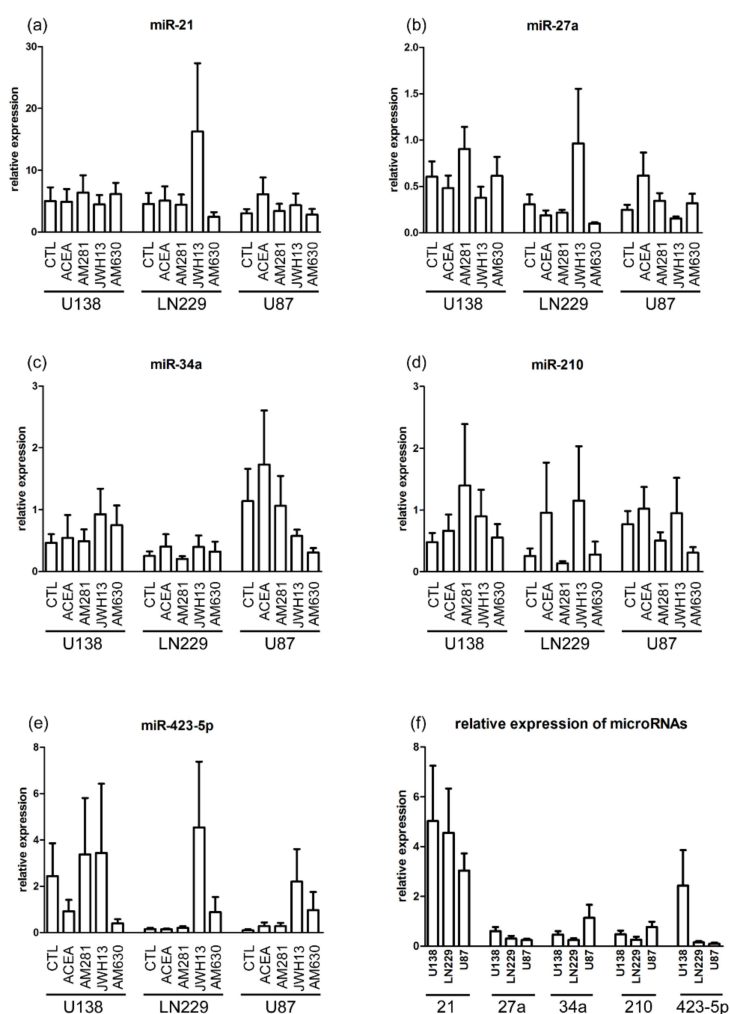 (a)
miR-21
relative expression
30
20
10
0
CTL
ACEA
AM281
JWH13
AM630
CTL
ACEA
AM281
JWH13
AM630
CTL
ACEA
AM281
JWH13
AM630
U138 LN229 U87
(b)
miR-27a
relative expression
2.0
1.5
1.0
0.5
0.0
CTL
ACEA
AM281
JWH13
AM630
CTL
ACEA
AM281
JWH13
AM630
CTL
ACEA
AM281
JWH13
AM630
U138 LN229 U87
(c)
miR-34a
relative expression
3
2
1
0
CTL
ACEA
AM281
JWH13
AM630
CTL
ACEA
AM281
JWH13
AM630
CTL
ACEA
AM281
JWH13
AM630
U138 LN229 U87
(d)
miR-210
relative expression
3
2
1
0
CTL
ACEA
AM281
JWH13
AM630
CTL
ACEA
AM281
JWH13
AM630
CTL
ACEA
AM281
JWH13
AM630
U138 LN229 U87
(e)
miR-423-5p
relative expression
8
6
4
2
0
CTL
ACEA
AM281
JWH13
AM630
CTL
ACEA
AM281
JWH13
AM630
CTL
ACEA
AM281
JWH13
AM630
U138 LN229 U87
(f)
relative expression of microRNAs
relative expression
8
6
4
2
0
U138
LN229
U87
U138
LN229
U87
U138
LN229
U87
U138
LN229
U87
U138
LN229
U87
21 27a 34a 210 423-5p